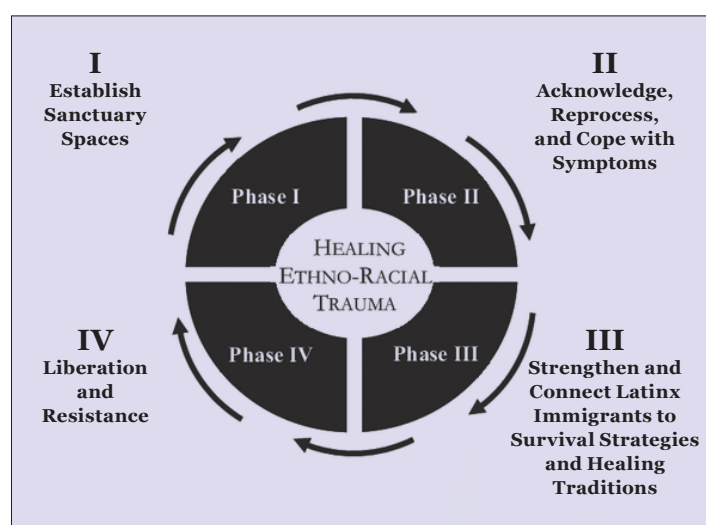 I
Establish
Sanctuary
Spaces
II
Acknowledge,
Reprocess,
and Cope with
Symptoms
Phase I
Phase II
HEALING
ETHNO-RACIAL
TRAUMA
Phase IV
Phase III
IV
Liberation
and
Resistance
III
Strengthen and
Connect Latinx
Immigrants to
Survival Strategies
and Healing
Traditions